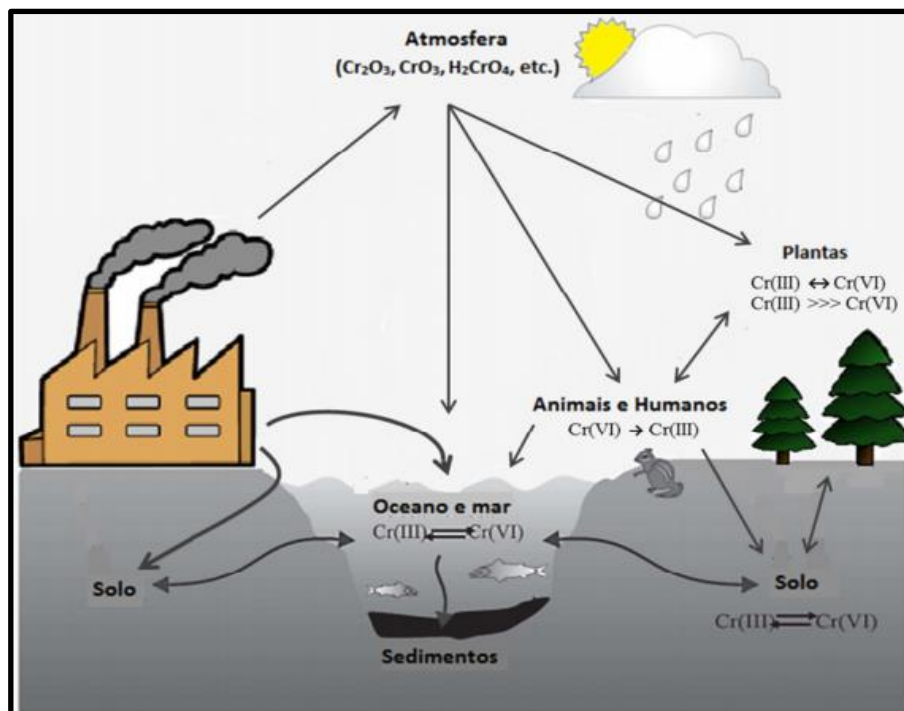 Atmosfera
(Cr₂O₃, CrO₃, H₂CrO₄, etc.)
Plantas
Cr(III) ↔ Cr(VI)
Cr(III) >>> Cr(VI)
Animais e Humanos
Cr(VI) → Cr(III)
Oceano e mar
Cr(III) ⇌ Cr(VI)
Solo
Solo
Cr(III) ⇌ Cr(VI)
Sedimentos